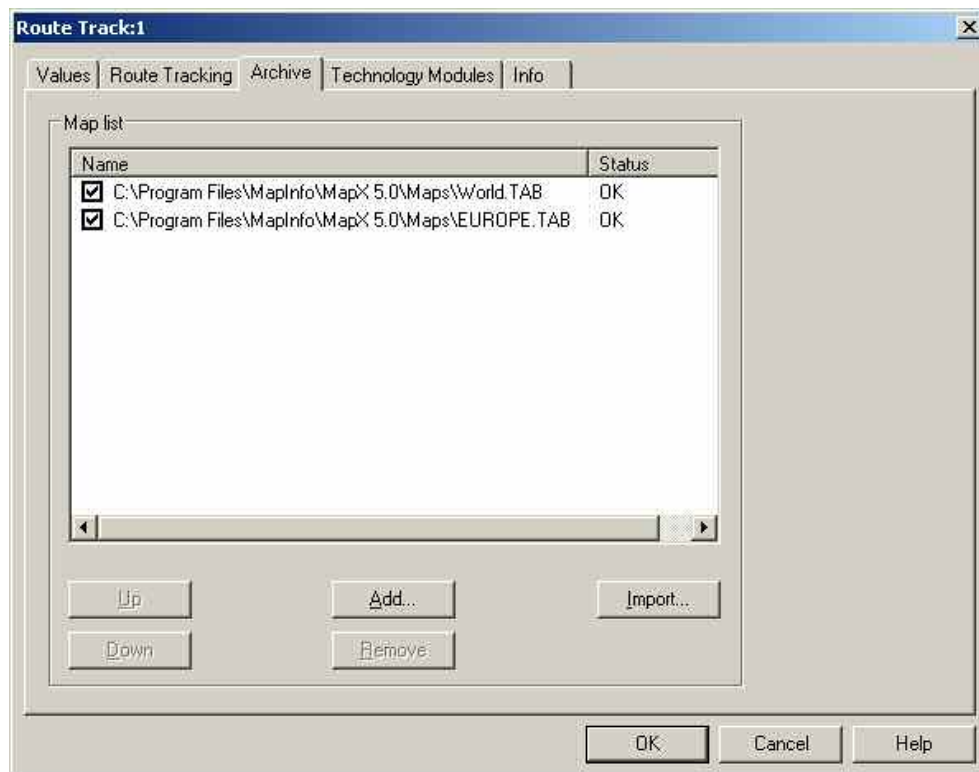 Route Track:1
Values Route Tracking Archive Technology Modules Info
Map list
Name Status
C:\Program Files\MapInfo\MapX 5.0\Maps\World.TAB OK
C:\Program Files\MapInfo\MapX 5.0\Maps\EUROPE.TAB OK
Up Add... Import...
Down Remove
OK Cancel Help